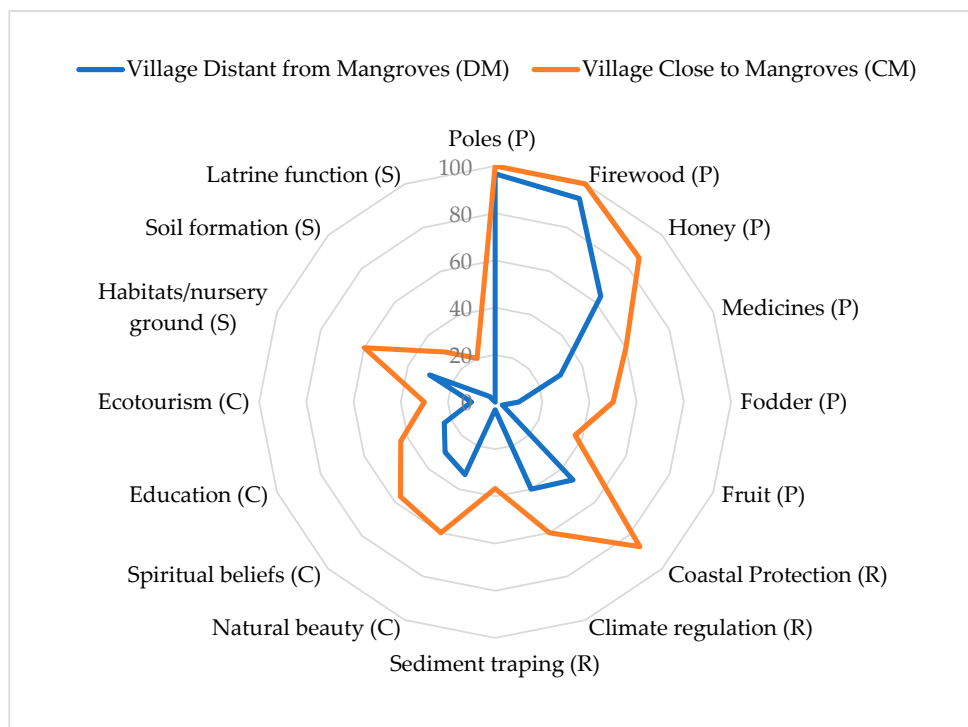 Village Distant from Mangroves (DM)
Village Close to Mangroves (CM)
Poles (P)
Firewood (P)
Honey (P)
Medicines (P)
Fodder (P)
Fruit (P)
Coastal Protection (R)
Climate regulation (R)
Sediment traping (R)
Natural beauty (C)
Spiritual beliefs (C)
Education (C)
Ecotourism (C)
Habitats/nursery
ground (S)
Soil formation (S)
Latrine function (S)
100
80
60
40
20
0